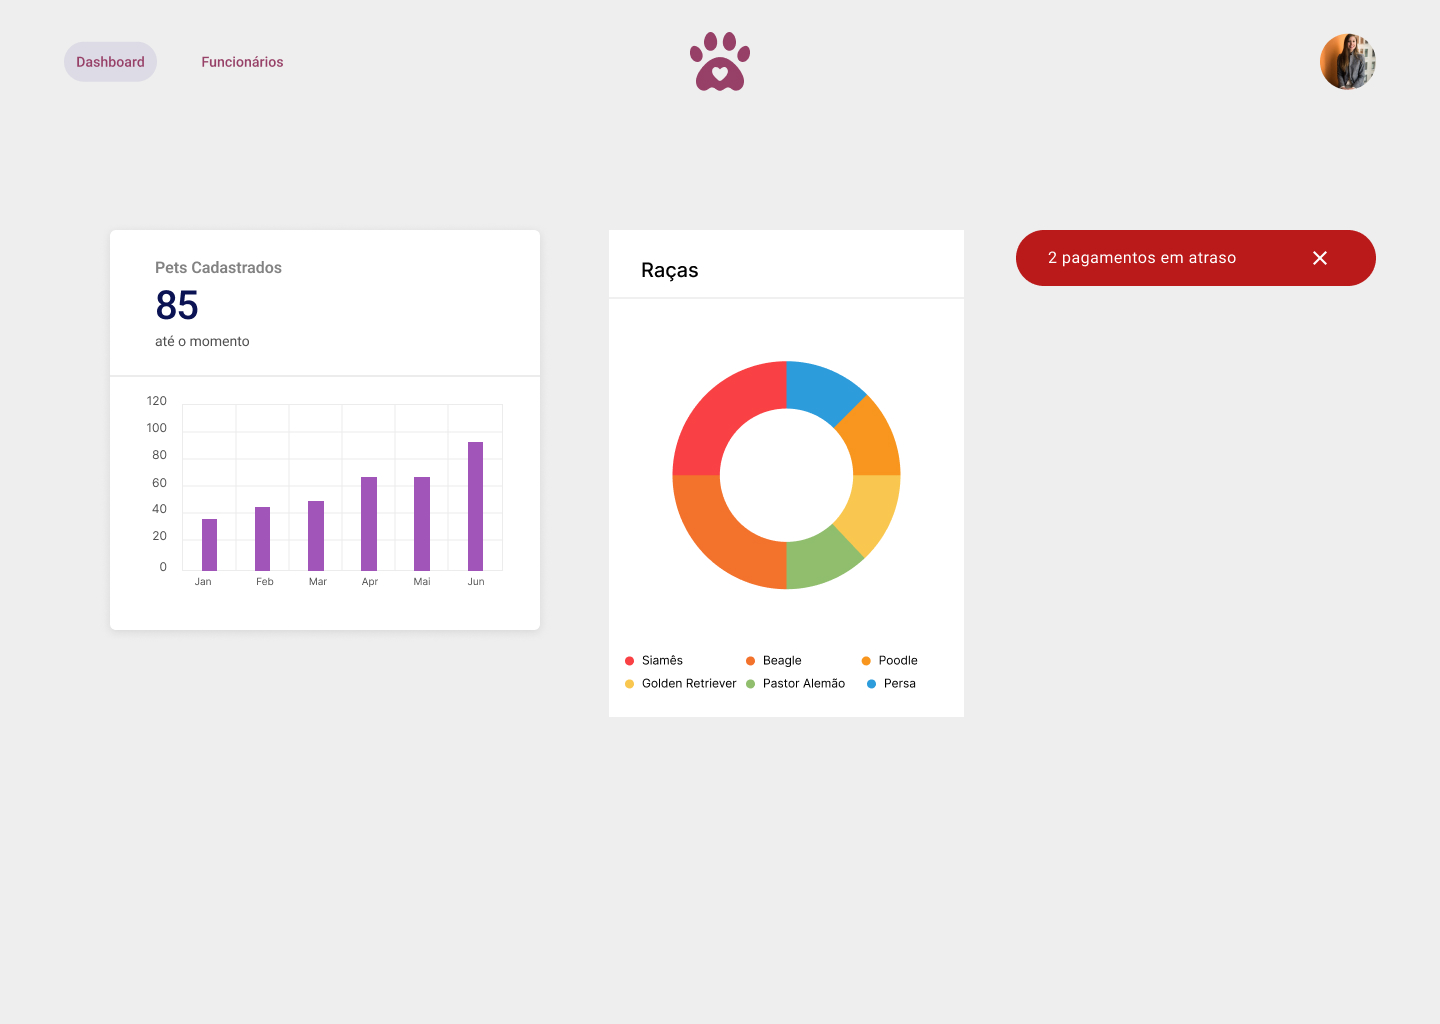 Dashboard
Funcionários
Pets Cadastrados
85
até o momento
120
100
80
60
40
20
0
Jan
Feb
Mar
Apr
Mai
Jun
Raças
Siamês
Beagle
Poodle
Golden Retriever
Pastor Alemão
Persa
2 pagamentos em atraso